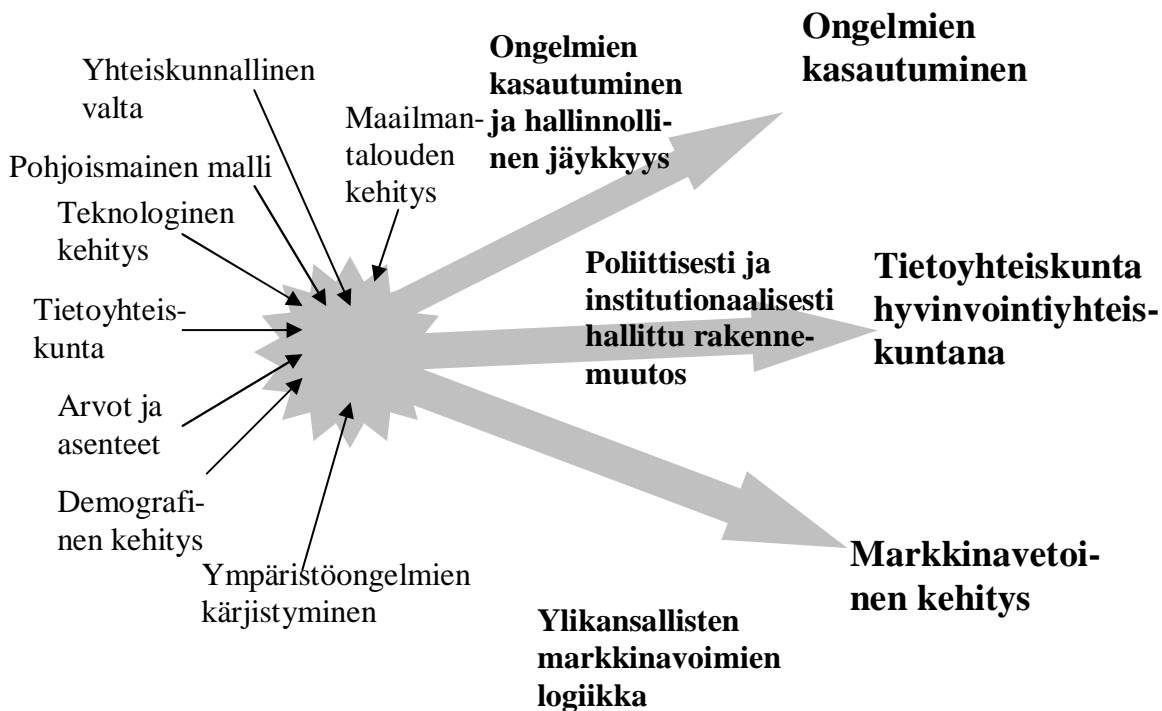 Yhteiskunnallinen
valta
Pohjoismainen malli
Teknologinen
kehitys
Tietoyhteis-
kunta
Arvot ja
asenteet
Demografi-
nen kehitys
Ympäristöongelmien
kärjistyminen
Maailman-
talouden
kehitys
Ongelmien
kasautuminen
ja hallinnolli-
nen jäykkyys
Poliittisesti ja
institutionaalisesti
hallittu rakenne-
muutos
Ylikansallisten
markkinavoimien
logiikka
Ongelmien
kasautuminen
Tietoyhteiskunta
hyvinvointiyhteis-
kuntana
Markkinavetoi-
nen kehitys